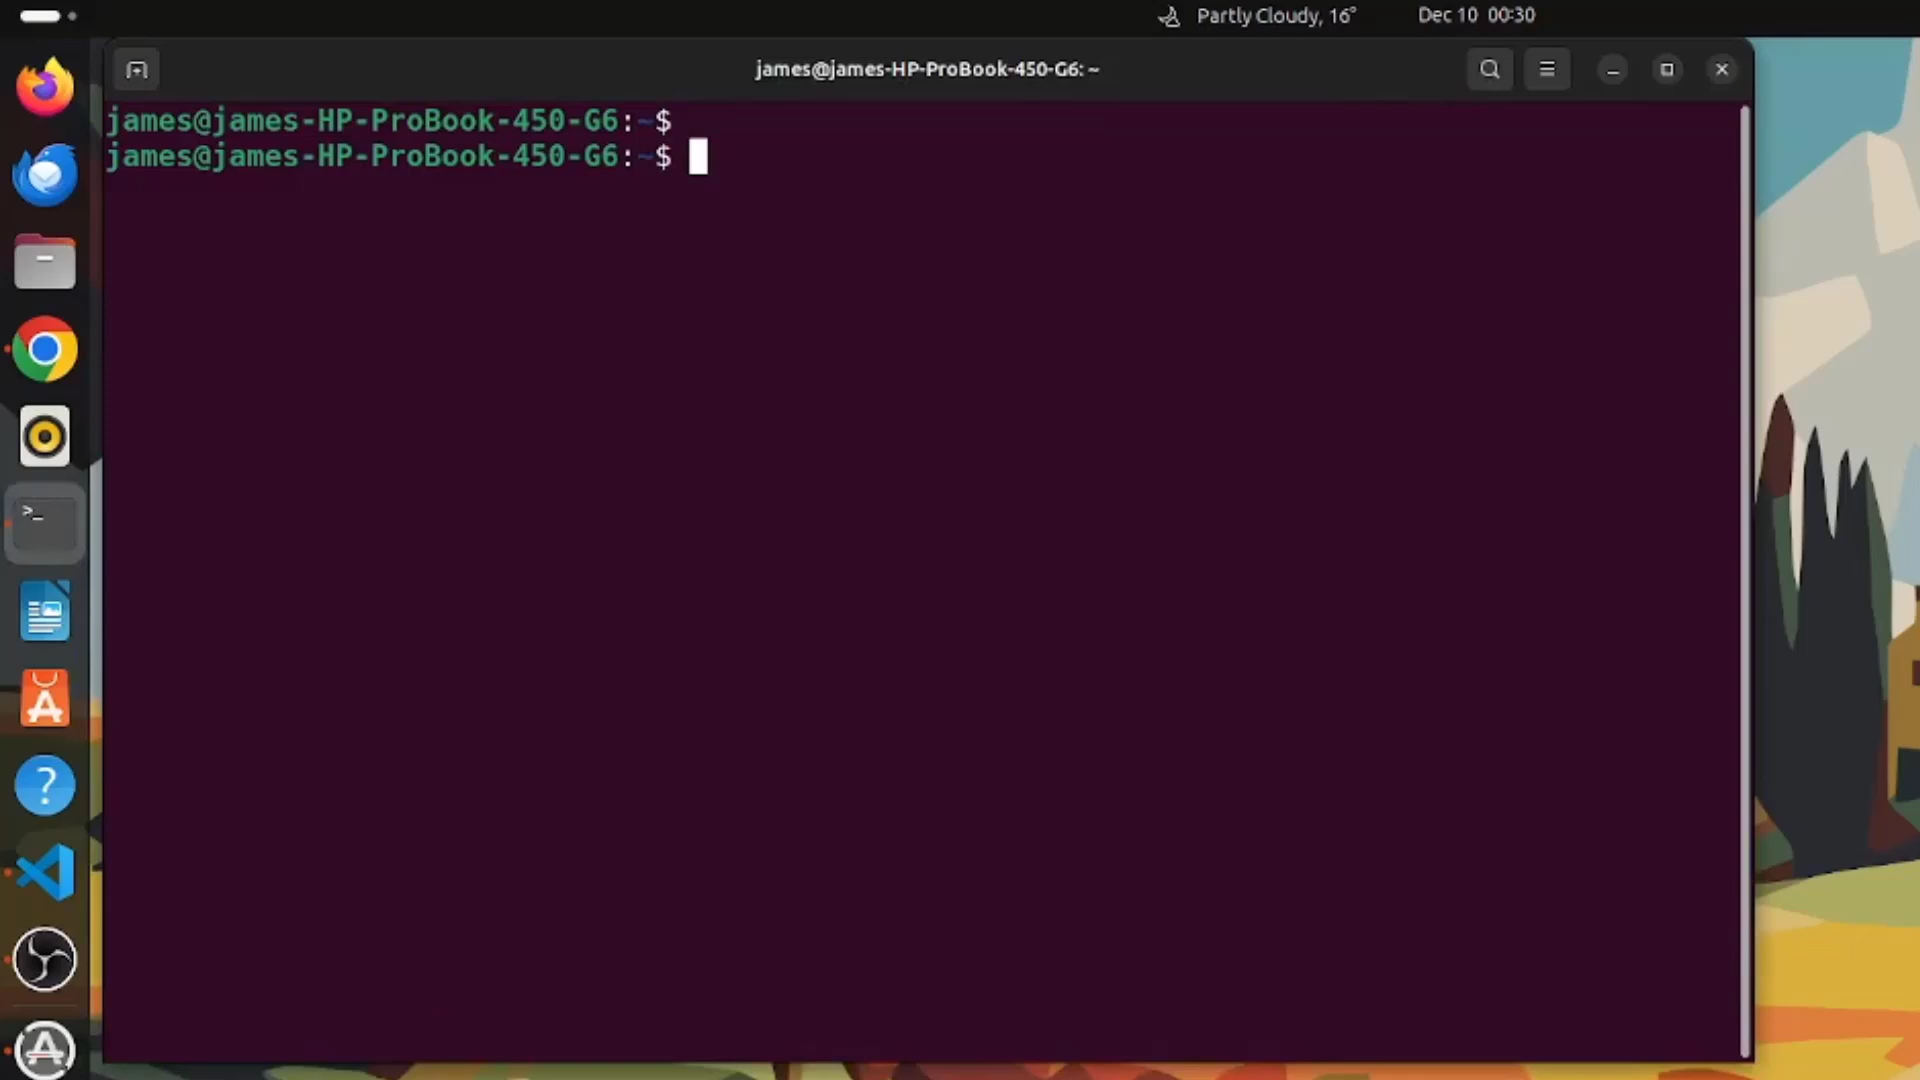 Partly Cloudy, 16°
Dec 10 00:30
james@james-HP-ProBook-450-G6: ~
james@james-HP-ProBook-450-G6:~$
james@james-HP-ProBook-450-G6:~$